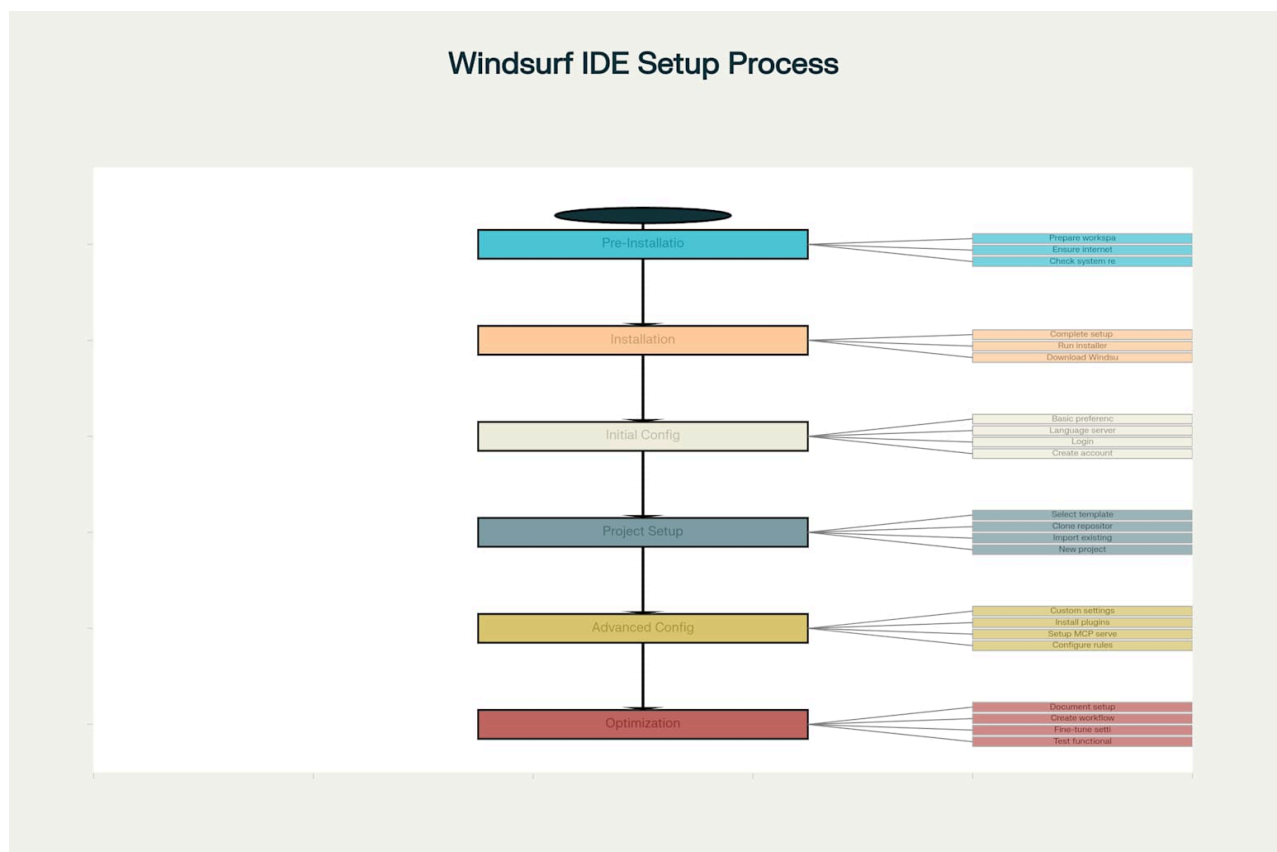 Windsurf IDE Setup Process
Pre-Installatio
Prepare workspa
Ensure internet
Check system re
Installation
Complete setup
Run installer
Download Windsu
Initial Config
Basic preferenc
Language server
Login
Create account
Project Setup
Select template
Clone repositor
Import existing
New project
Advanced Config
Custom settings
Install plugins
Setup MCP serve
Configure rules
Optimization
Document setup
Create workflow
Fine-tune setti
Test functional